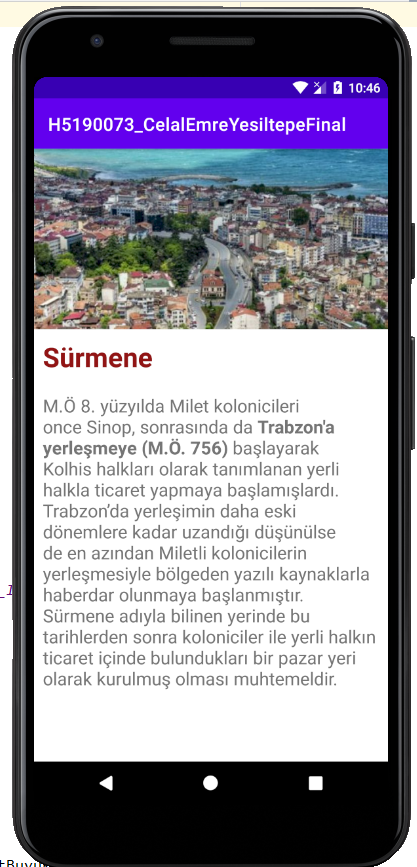 10:46
H5190073_CelalEmreYesiltepeFinal
Sürmene
M.Ö 8. yüzyılda Milet kolonicileri
once Sinop, sonrasında da Trabzon'a
yerleşmeye (M.Ö. 756) başlayarak
Kolhis halkları olarak tanımlanan yerli
halkla ticaret yapmaya başlamışlardı.
Trabzon’da yerleşimin daha eski
dönemlere kadar uzandığı düşünülse
de en azından Miletli kolonicilerin
yerleşmesiyle bölgeden yazılı kaynaklarla
haberdar olunmaya başlanmıştır.
Sürmene adıyla bilinen yerinde bu
tarihlerden sonra koloniciler ile yerli halkın
ticaret içinde bulundukları bir pazar yeri
olarak kurulmuş olması muhtemeldir.